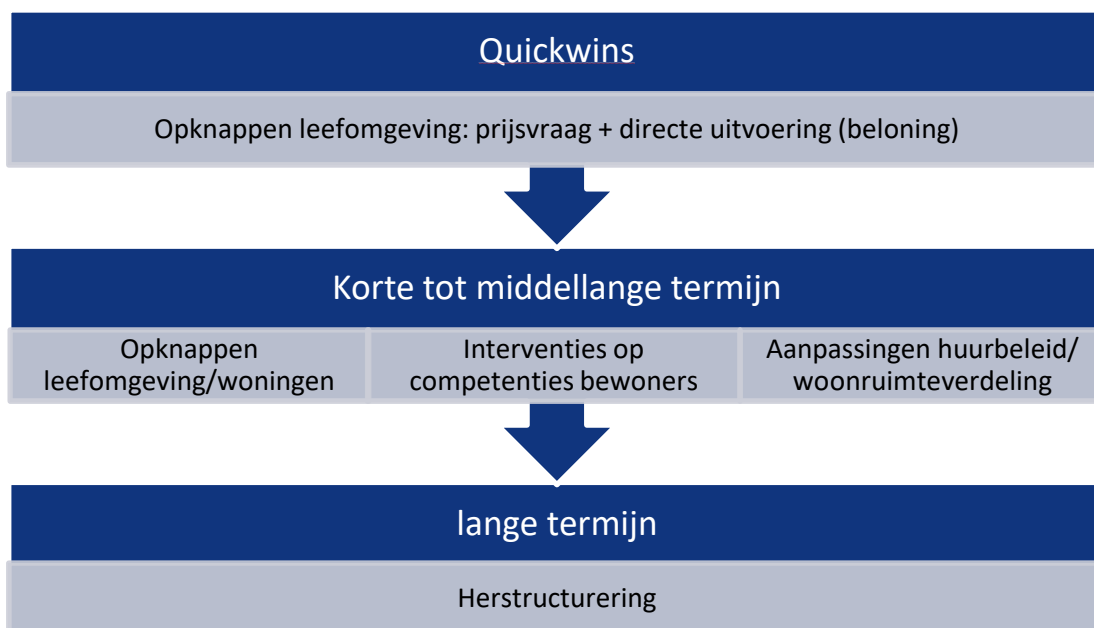 Quickwins
Opknappen leefomgeving: prijsvraag + directe uitvoering (beloning)
Korte tot middellange termijn
Opknappen
leefomgeving/woningen
Interventies op
competenties bewoners
Aanpassingen huurbeleid/
woonruimteverdeling
lange termijn
Herstructurering